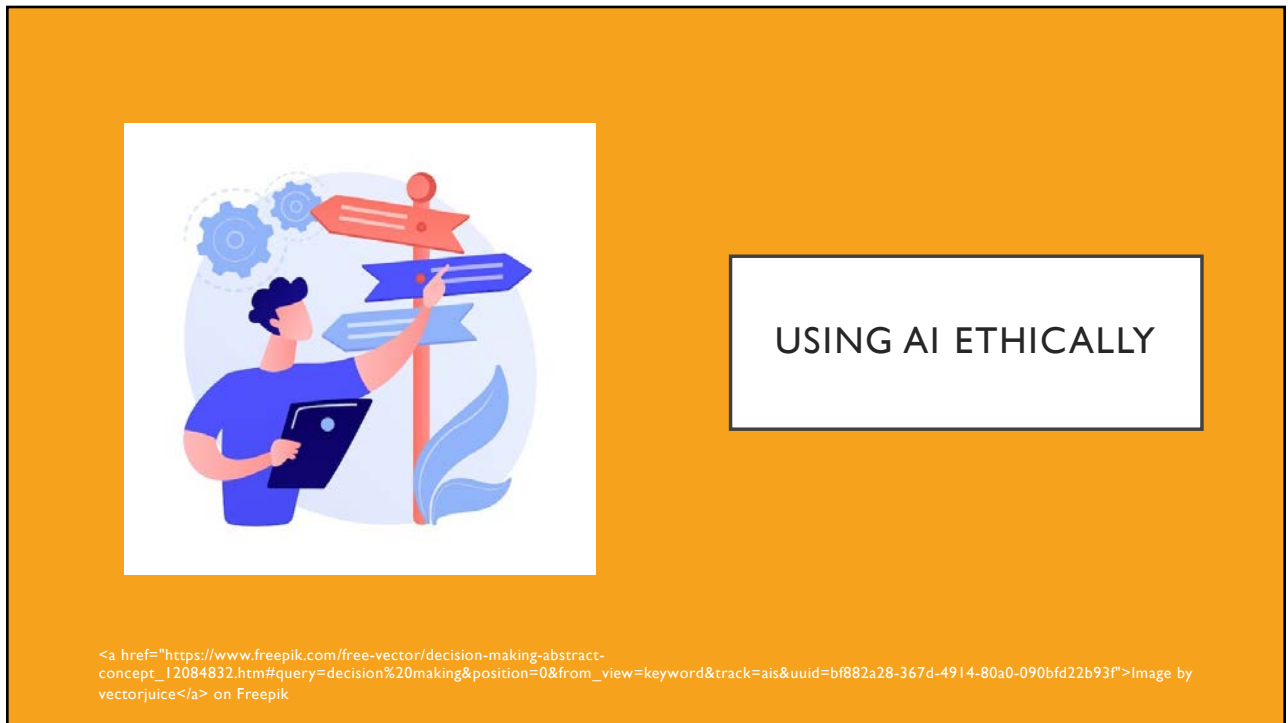 USING AI ETHICALLY
<a href="https://www.freepik.com/free-vector/decision-making-abstract-
concept_12084832.htm#query=decision%20making&position=0&from_view=keyword&track=ais&uuid=bf882a28-367d-4914-80a0-090bfd22b93f">Image by
vectorjuice</a> on Freepik